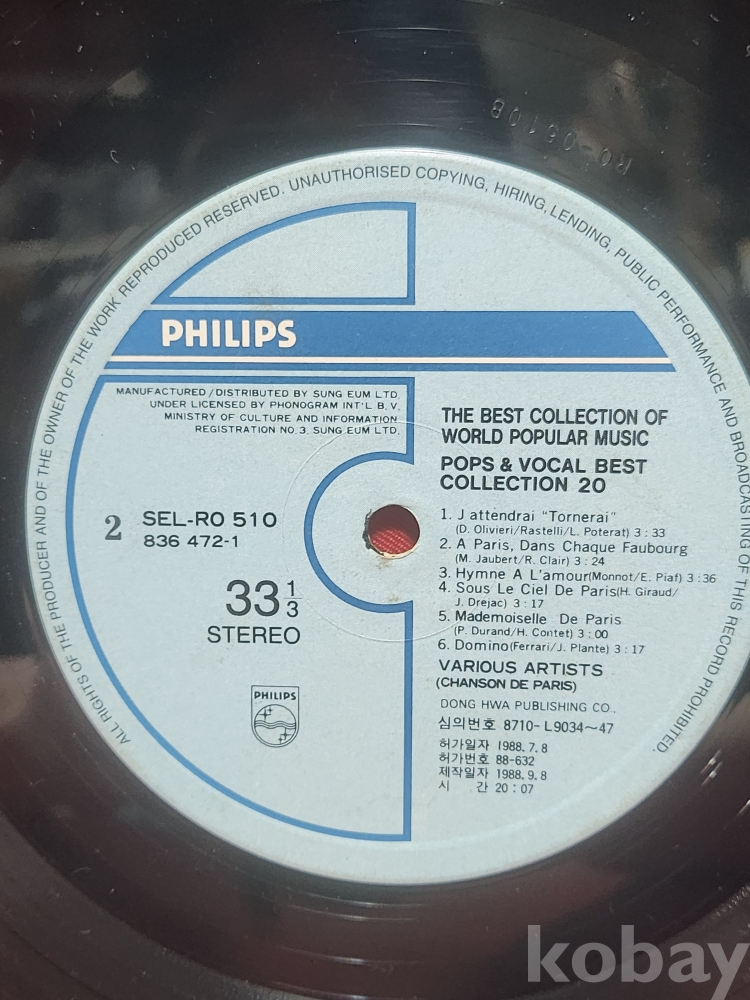 RO-0510B
ALL RIGHTS OF THE PRODUCER AND OF THE OWNER OF THE WORK REPRODUCED RESERVED. UNAUTHORISED COPYING, HIRING, LENDING, PUBLIC PERFORMANCE AND BROADCASTING OF THIS RECORD PROHIBITED.
PHILIPS
MANUFACTURED / DISTRIBUTED BY SUNG EUM LTD.
UNDER LICENSED BY PHONOGRAM INT'L B. V.
MINISTRY OF CULTURE AND INFORMATION
REGISTRATION NO. 3. SUNG EUM LTD.
2 SEL-RO 510
836 472-1
33 1/3
STEREO
PHILIPS
THE BEST COLLECTION OF
WORLD POPULAR MUSIC
POPS & VOCAL BEST
COLLECTION 20
1. J attendrai "Tornerai"
(D. Olivieri/Rastelli/L. Poterat) 3 : 33
2. A Paris, Dans Chaque Faubourg
(M. Jaubert/R. Clair) 3 : 24
3. Hymne A L'amour(Monnot/E. Piaf) 3 : 36
4. Sous Le Ciel De Paris(H. Giraud/
J. Drejac) 3 : 17
5. Mademoiselle De Paris
(P. Durand/H. Contet) 3 : 00
6. Domino(Ferrari/J. Plante) 3 : 17
VARIOUS ARTISTS
(CHANSON DE PARIS)
DONG HWA PUBLISHING CO.,
심의번호 8710-L9034~47
허가일자 1988. 7. 8
허가번호 88-632
제작일자 1988. 9. 8
시 간 20 : 07
kobay